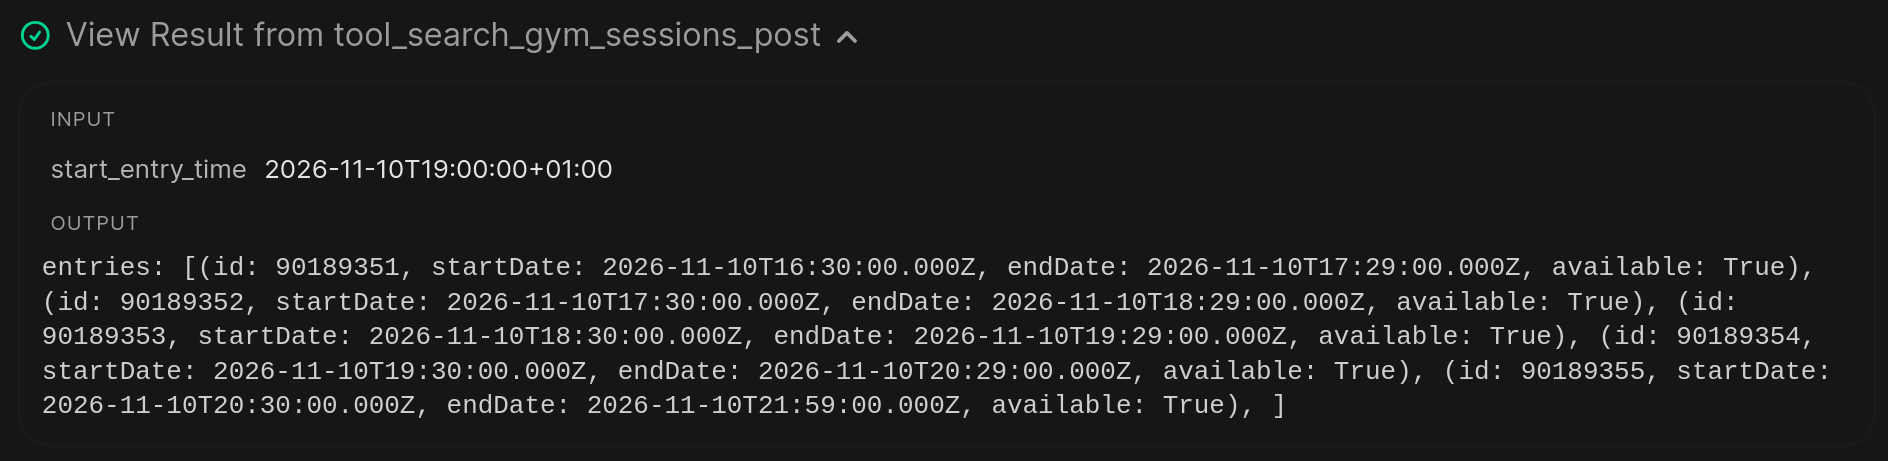 View Result from tool_search_gym_sessions_post
INPUT
start_entry_time 2026-11-10T19:00:00+01:00
OUTPUT
entries: [(id: 90189351, startDate: 2026-11-10T16:30:00.000Z, endDate: 2026-11-10T17:29:00.000Z, available: True),
(id: 90189352, startDate: 2026-11-10T17:30:00.000Z, endDate: 2026-11-10T18:29:00.000Z, available: True), (id:
90189353, startDate: 2026-11-10T18:30:00.000Z, endDate: 2026-11-10T19:29:00.000Z, available: True), (id: 90189354,
startDate: 2026-11-10T19:30:00.000Z, endDate: 2026-11-10T20:29:00.000Z, available: True), (id: 90189355, startDate:
2026-11-10T20:30:00.000Z, endDate: 2026-11-10T21:59:00.000Z, available: True), ]